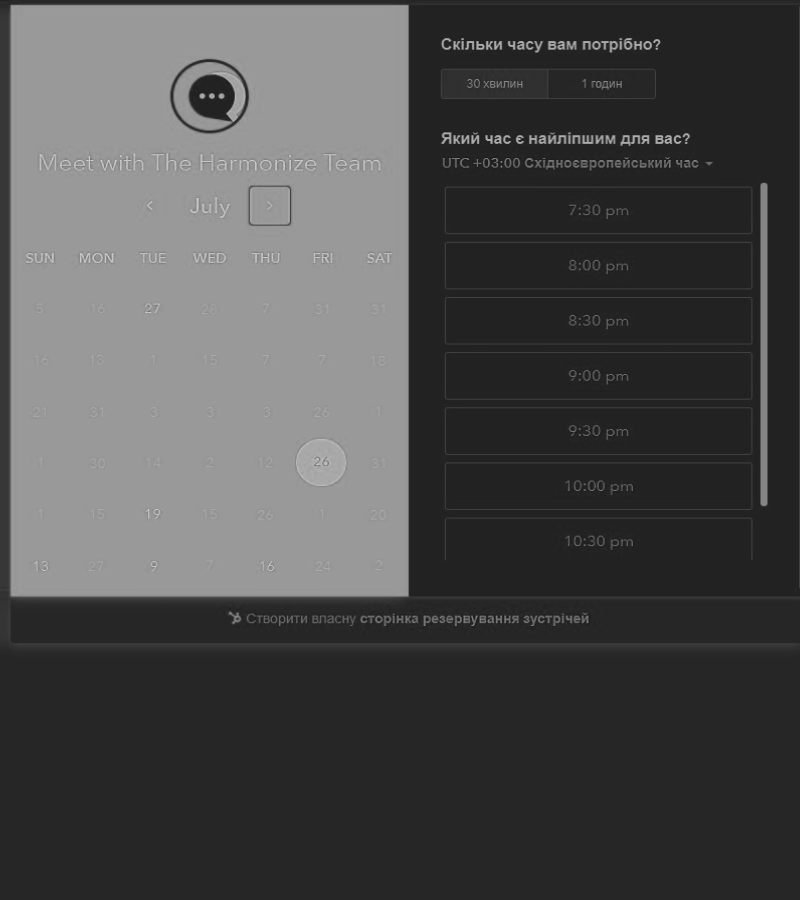 Meet with The Harmonize Team
July
SUN MON TUE WED THU FRI SAT
5 16 27 28 7 31 31
16 13 1 15 7 7 18
21 31 3 3 3 26 1
1 30 14 2 12 26 31
1 15 19 15 26 1 20
13 27 9 7 16 24 2
Скільки часу вам потрібно?
30 хвилин 1 годин
Який час є найліпшим для вас?
UTC +03:00 Східноєвропейський час
7:30 pm
8:00 pm
8:30 pm
9:00 pm
9:30 pm
10:00 pm
10:30 pm
Створити власну сторінка резервування зустрічей